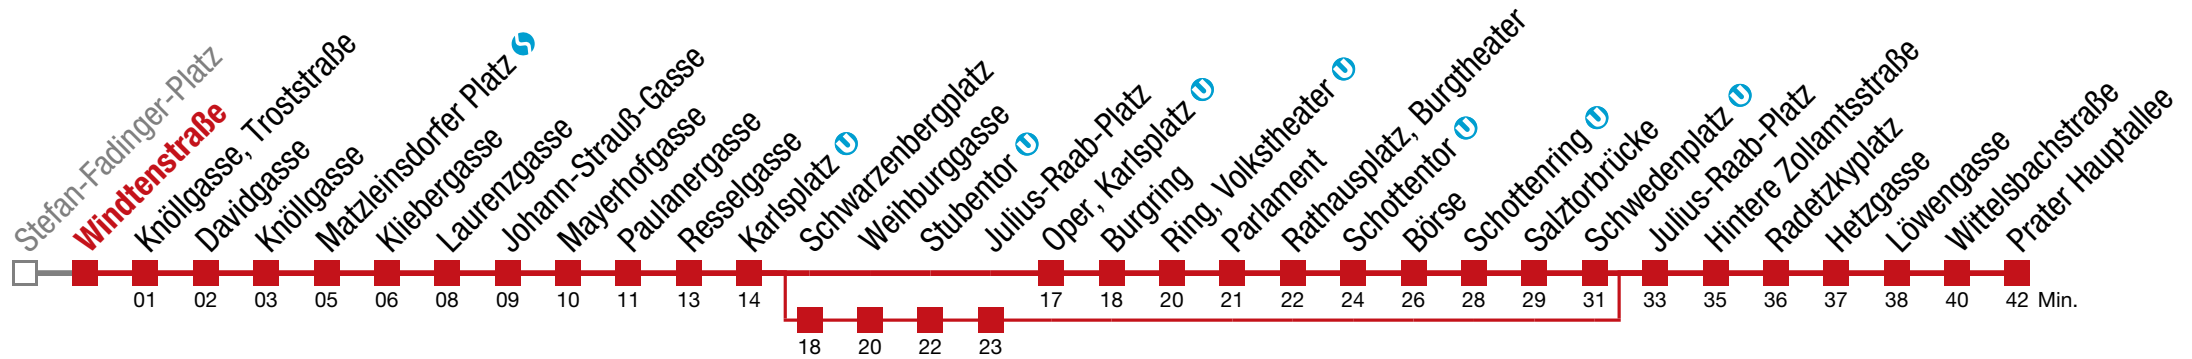 Stefan-Fadinger-Platz
Windtenstraße
Knöllgasse, Troststraße
Davidgasse
Knöllgasse
Matzleinsdorfer Platz
Kliebergasse
Laurenzgasse
Johann-Strauß-Gasse
Mayerhofgasse
Paulanergasse
Resselgasse
Karlsplatz U
Schwarzenbergplatz
Weihburggasse
Stubentor U
Julius-Raab-Platz
Oper, Karlsplatz U
Burgring
Ring, Volkstheater U
Parlament
Rathausplatz, Burgtheater
Schottentor U
Börse
Schottenring U
Salztorbrücke
Schwedenplatz U
Julius-Raab-Platz
Hintere Zollamtsstraße
Radetzkyplatz
Hetzgasse
Löwengasse
Wittelsbachstraße
Prater Hauptallee
01 02 03 05 06 08 09 10 11 13 14 17 18 20 21 22 24 26 28 29 31 33 35 36 37 38 40 42 Min.
18 20 22 23